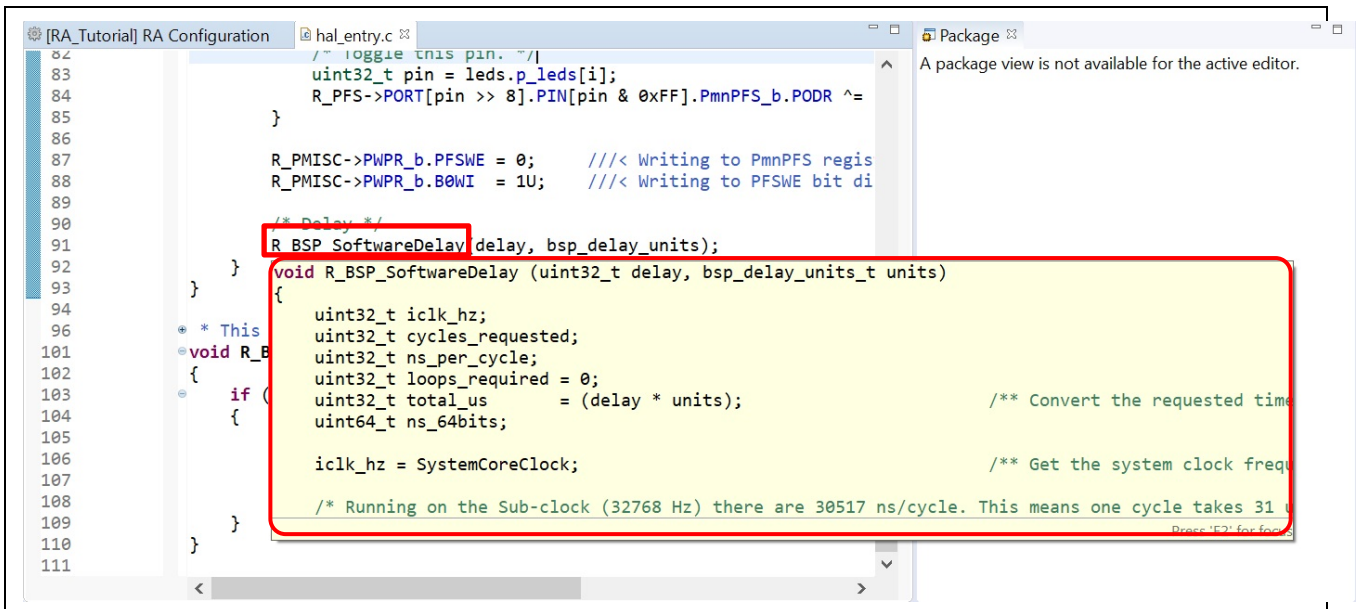 [RA_Tutorial] RA Configuration hal_entry.c Package
A package view is not available for the active editor.
82 /* Toggle this pin. */
83 uint32_t pin = leds.p_leds[i];
84 R_PFS->PORT[pin >> 8].PIN[pin & 0xFF].PmnPFS_b.PODR ^=
85 }
86
87 R_PMISC->PWPR_b.PFSWE = 0; ///< Writing to PmnPFS regis
88 R_PMISC->PWPR_b.B0WI = 1U; ///< Writing to PFSWE bit di
89
90 /* Delay */
91 R_BSP_SoftwareDelay(delay, bsp_delay_units);
92 }
93 }
94
96 * This
101 void R_B
102 {
103 if (
104 {
105
106
107
108
109 }
110 }
111
void R_BSP_SoftwareDelay (uint32_t delay, bsp_delay_units_t units)
{
uint32_t iclk_hz;
uint32_t cycles_requested;
uint32_t ns_per_cycle;
uint32_t loops_required = 0;
uint32_t total_us = (delay * units); /** Convert the requested time
uint64_t ns_64bits;
iclk_hz = SystemCoreClock; /** Get the system clock frequ
/* Running on the Sub-clock (32768 Hz) there are 30517 ns/cycle. This means one cycle takes 31 u
Press 'F2' for focus